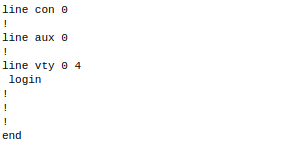 line con 0
!
line aux 0
!
line vty 0 4
 login
!
!
!
end